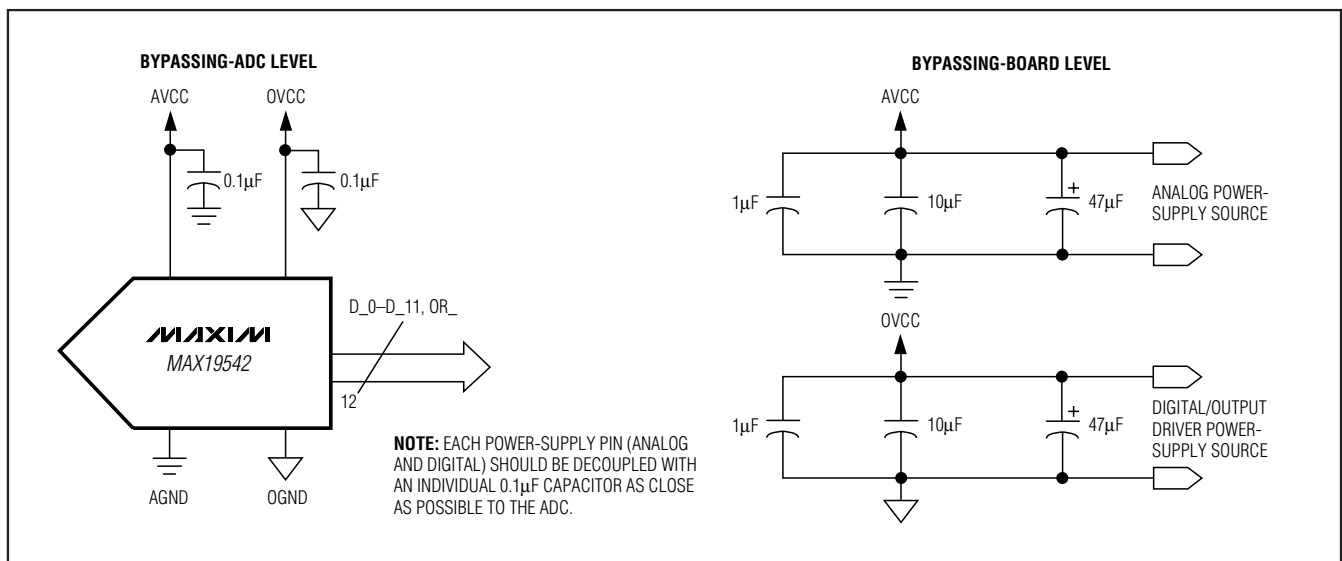 BYPASSING-ADC LEVEL
AVCC
OVCC
0.1μF
0.1μF
MAXIM
MAX19542
D_0–D_11, OR_
12
AGND
OGND
NOTE: EACH POWER-SUPPLY PIN (ANALOG
AND DIGITAL) SHOULD BE DECOUPLED WITH
AN INDIVIDUAL 0.1μF CAPACITOR AS CLOSE
AS POSSIBLE TO THE ADC.
BYPASSING-BOARD LEVEL
AVCC
1μF
10μF
+
47μF
ANALOG POWER-
SUPPLY SOURCE
OVCC
1μF
10μF
+
47μF
DIGITAL/OUTPUT
DRIVER POWER-
SUPPLY SOURCE